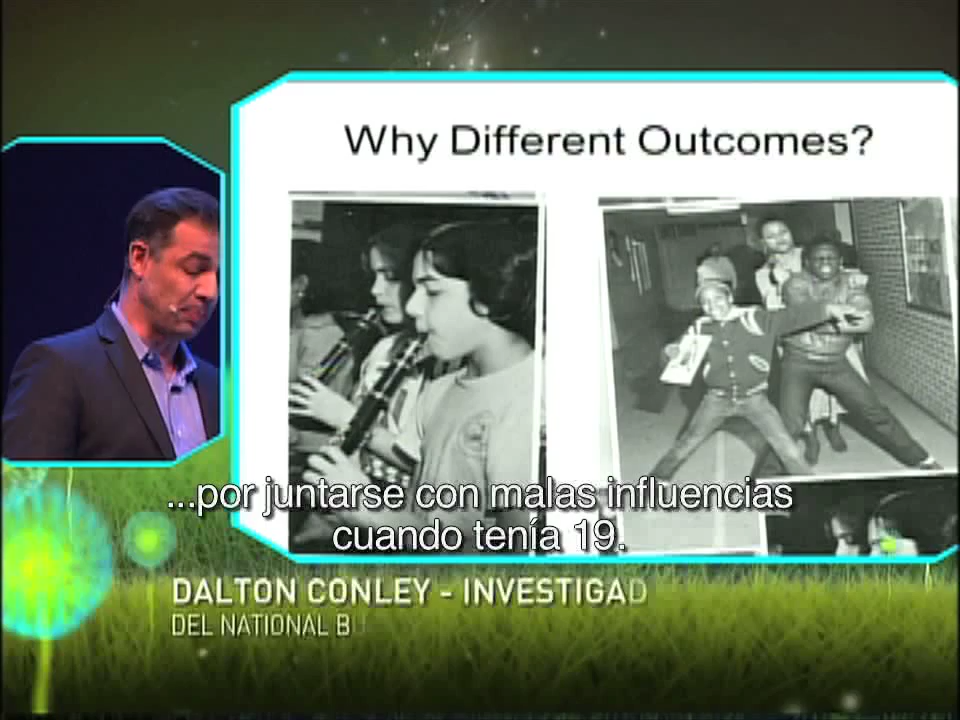 Why Different Outcomes?
...por juntarse con malas influencias
cuando tenía 19.
DALTON CONLEY - INVESTIGAD
DEL NATIONAL B